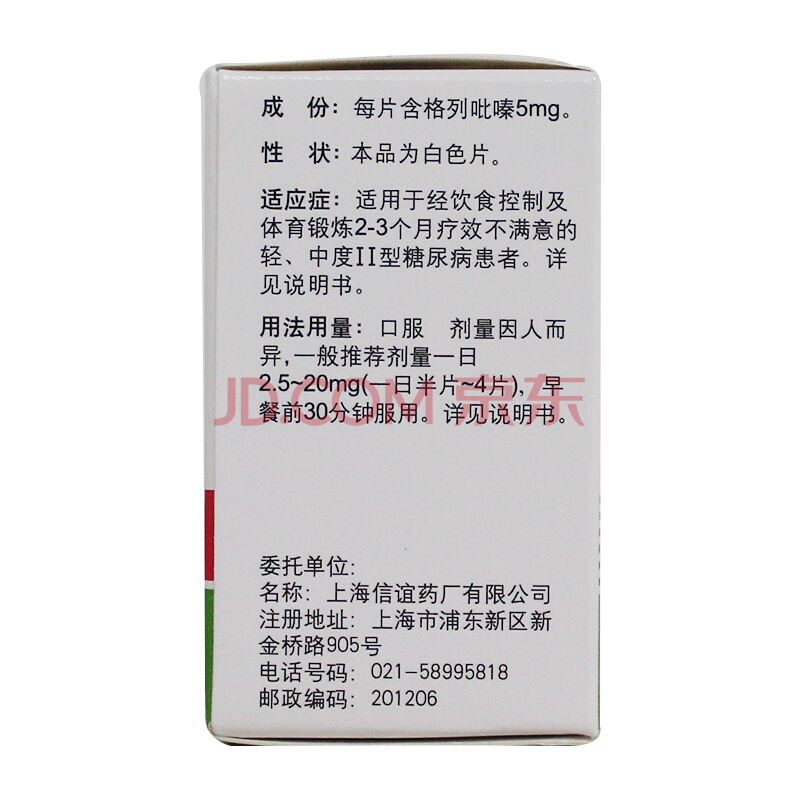 成　份：每片含格列吡嗪5mg。
性　状：本品为白色片。
适应症：适用于经饮食控制及
体育锻炼2-3个月疗效不满意的
轻、中度II型糖尿病患者。详
见说明书。
用法用量：口服　剂量因人而
异,一般推荐剂量一日
2.5~20mg(一日半片~4片)，早
餐前30分钟服用。详见说明书。
JD.COM 京东
委托单位：
名称：上海信谊药厂有限公司
注册地址：上海市浦东新区新
金桥路905号
电话号码：021-58995818
邮政编码：201206